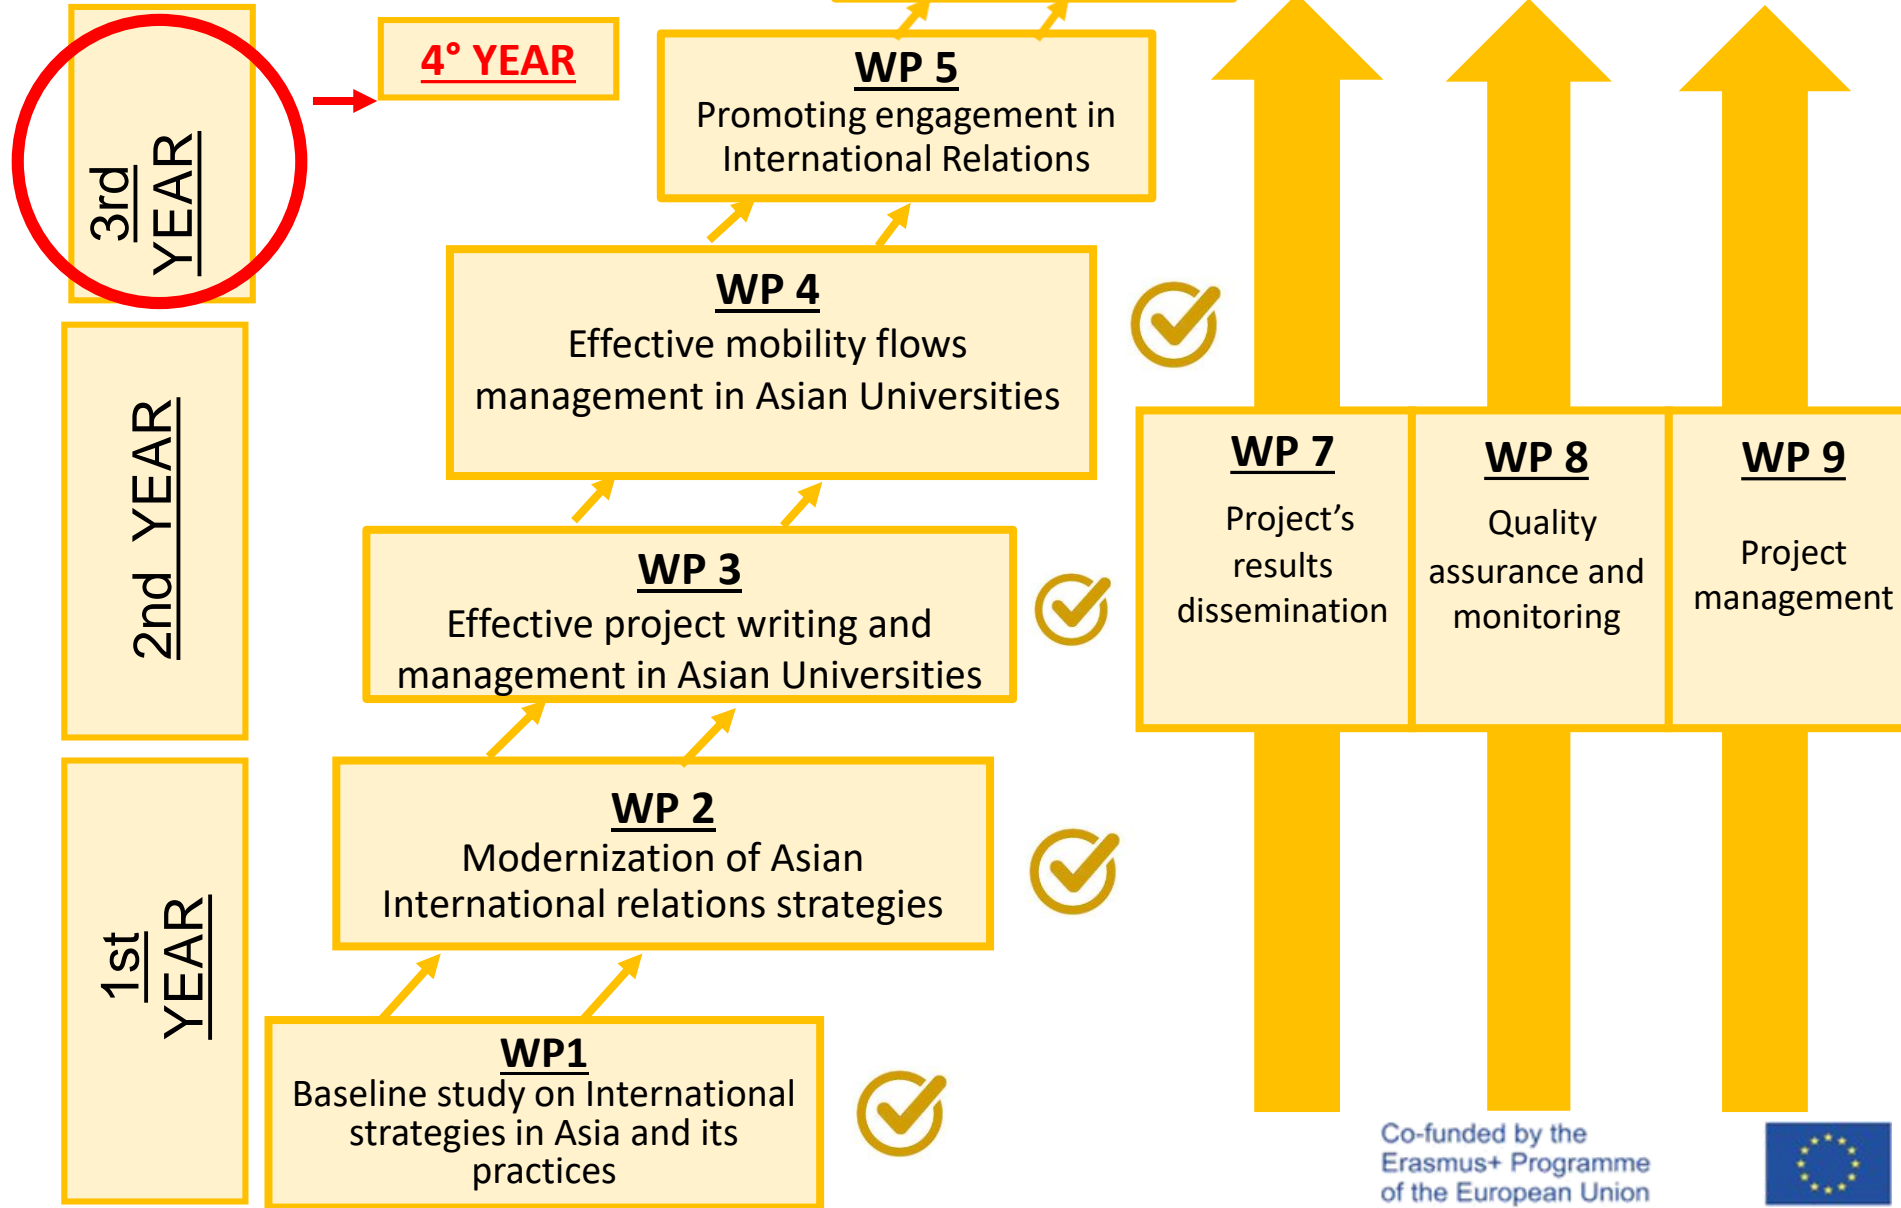 3rd
YEAR
4° YEAR
WP 5
Promoting engagement in
International Relations
2nd YEAR
WP 4
Effective mobility flows
management in Asian Universities
WP 3
Effective project writing and
management in Asian Universities
1st
YEAR
WP 2
Modernization of Asian
International relations strategies
WP1
Baseline study on International
strategies in Asia and its
practices
WP 7
Project’s
results
dissemination
WP 8
Quality
assurance and
monitoring
WP 9
Project
management
Co-funded by the
Erasmus+ Programme
of the European Union